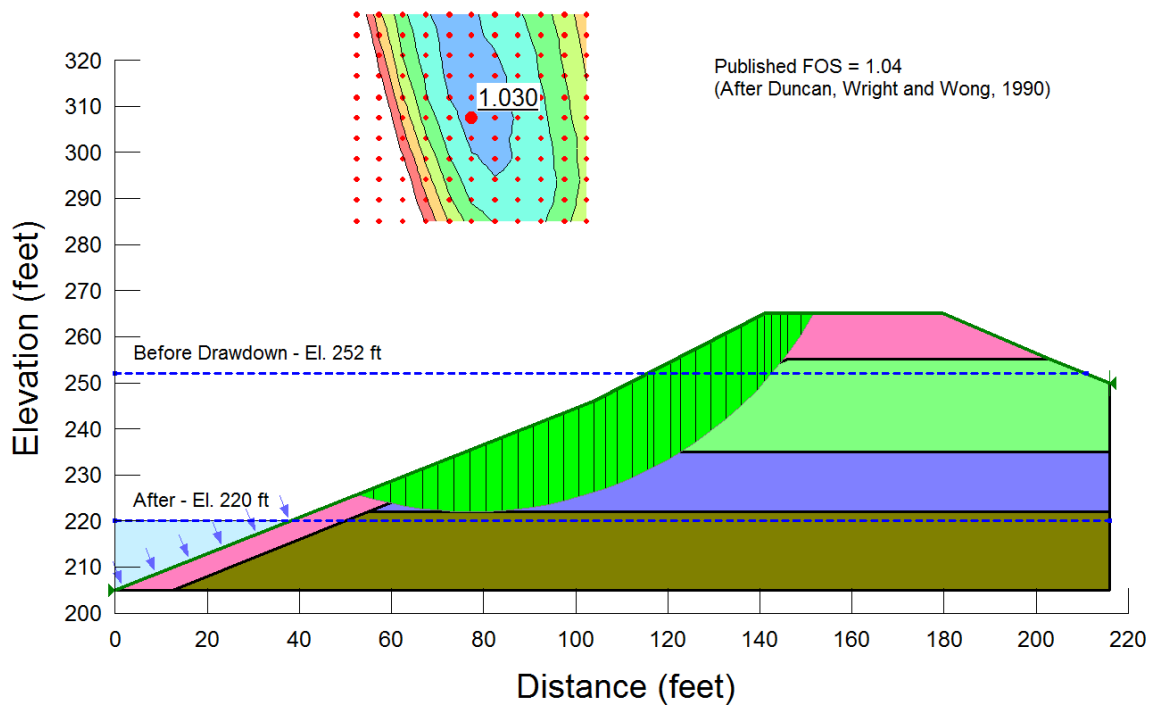 320
310
300
290
280
270
260
250
240
230
220
210
200
Elevation (feet)
1.030
Published FOS = 1.04
(After Duncan, Wright and Wong, 1990)
Before Drawdown - El. 252 ft
After - El. 220 ft
0 20 40 60 80 100 120 140 160 180 200 220
Distance (feet)